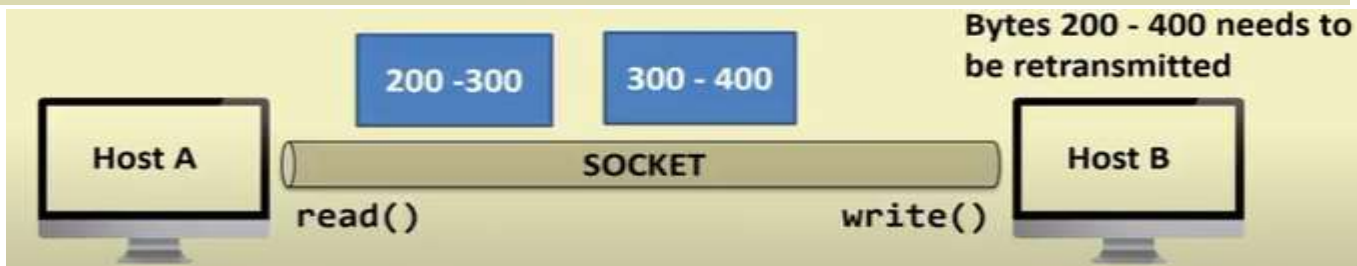 Bytes 200 - 400 needs to
be retransmitted
200 -300
300 - 400
Host A
SOCKET
Host B
read()
write()